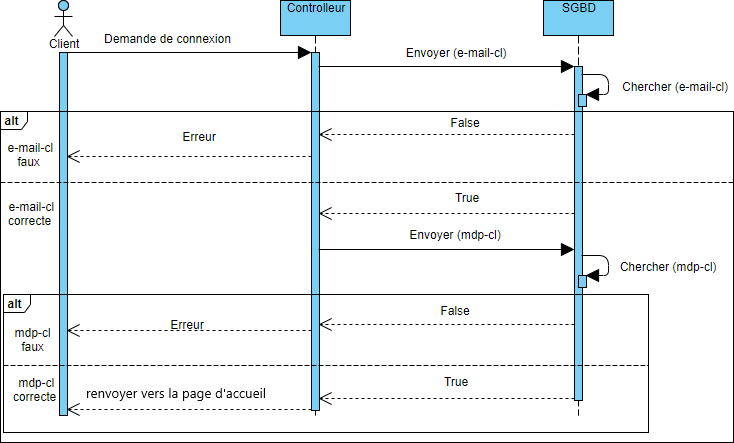 Controlleur
SGBD
Client
Demande de connexion
Envoyer (e-mail-cl)
Chercher (e-mail-cl)
alt
False
Erreur
e-mail-cl
faux
True
e-mail-cl
correcte
Envoyer (mdp-cl)
Chercher (mdp-cl)
alt
False
Erreur
mdp-cl
faux
True
mdp-cl
correcte
renvoyer vers la page d'accueil